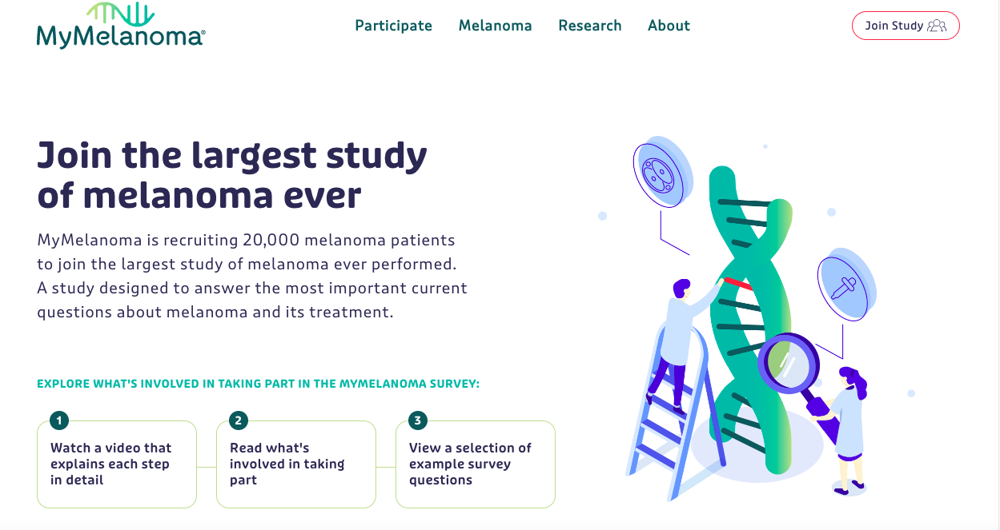 MyMelanoma®
Participate
Melanoma
Research
About
Join Study
Join the largest study
of melanoma ever
MyMelanoma is recruiting 20,000 melanoma patients
to join the largest study of melanoma ever performed.
A study designed to answer the most important current
questions about melanoma and its treatment.
EXPLORE WHAT'S INVOLVED IN TAKING PART IN THE MYMELANOMA SURVEY:
1
Watch a video that
explains each step
in detail
2
Read what's
involved in taking
part
3
View a selection of
example survey
questions